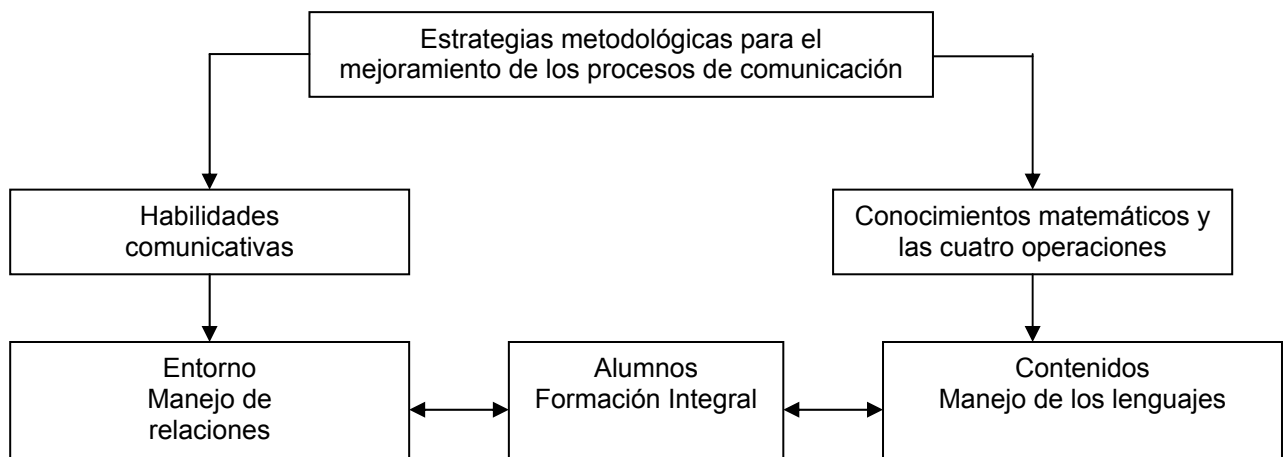 Estrategias metodológicas para el
mejoramiento de los procesos de comunicación
Habilidades
comunicativas
Conocimientos matemáticos y
las cuatro operaciones
Entorno
Manejo de
relaciones
Alumnos
Formación Integral
Contenidos
Manejo de los lenguajes